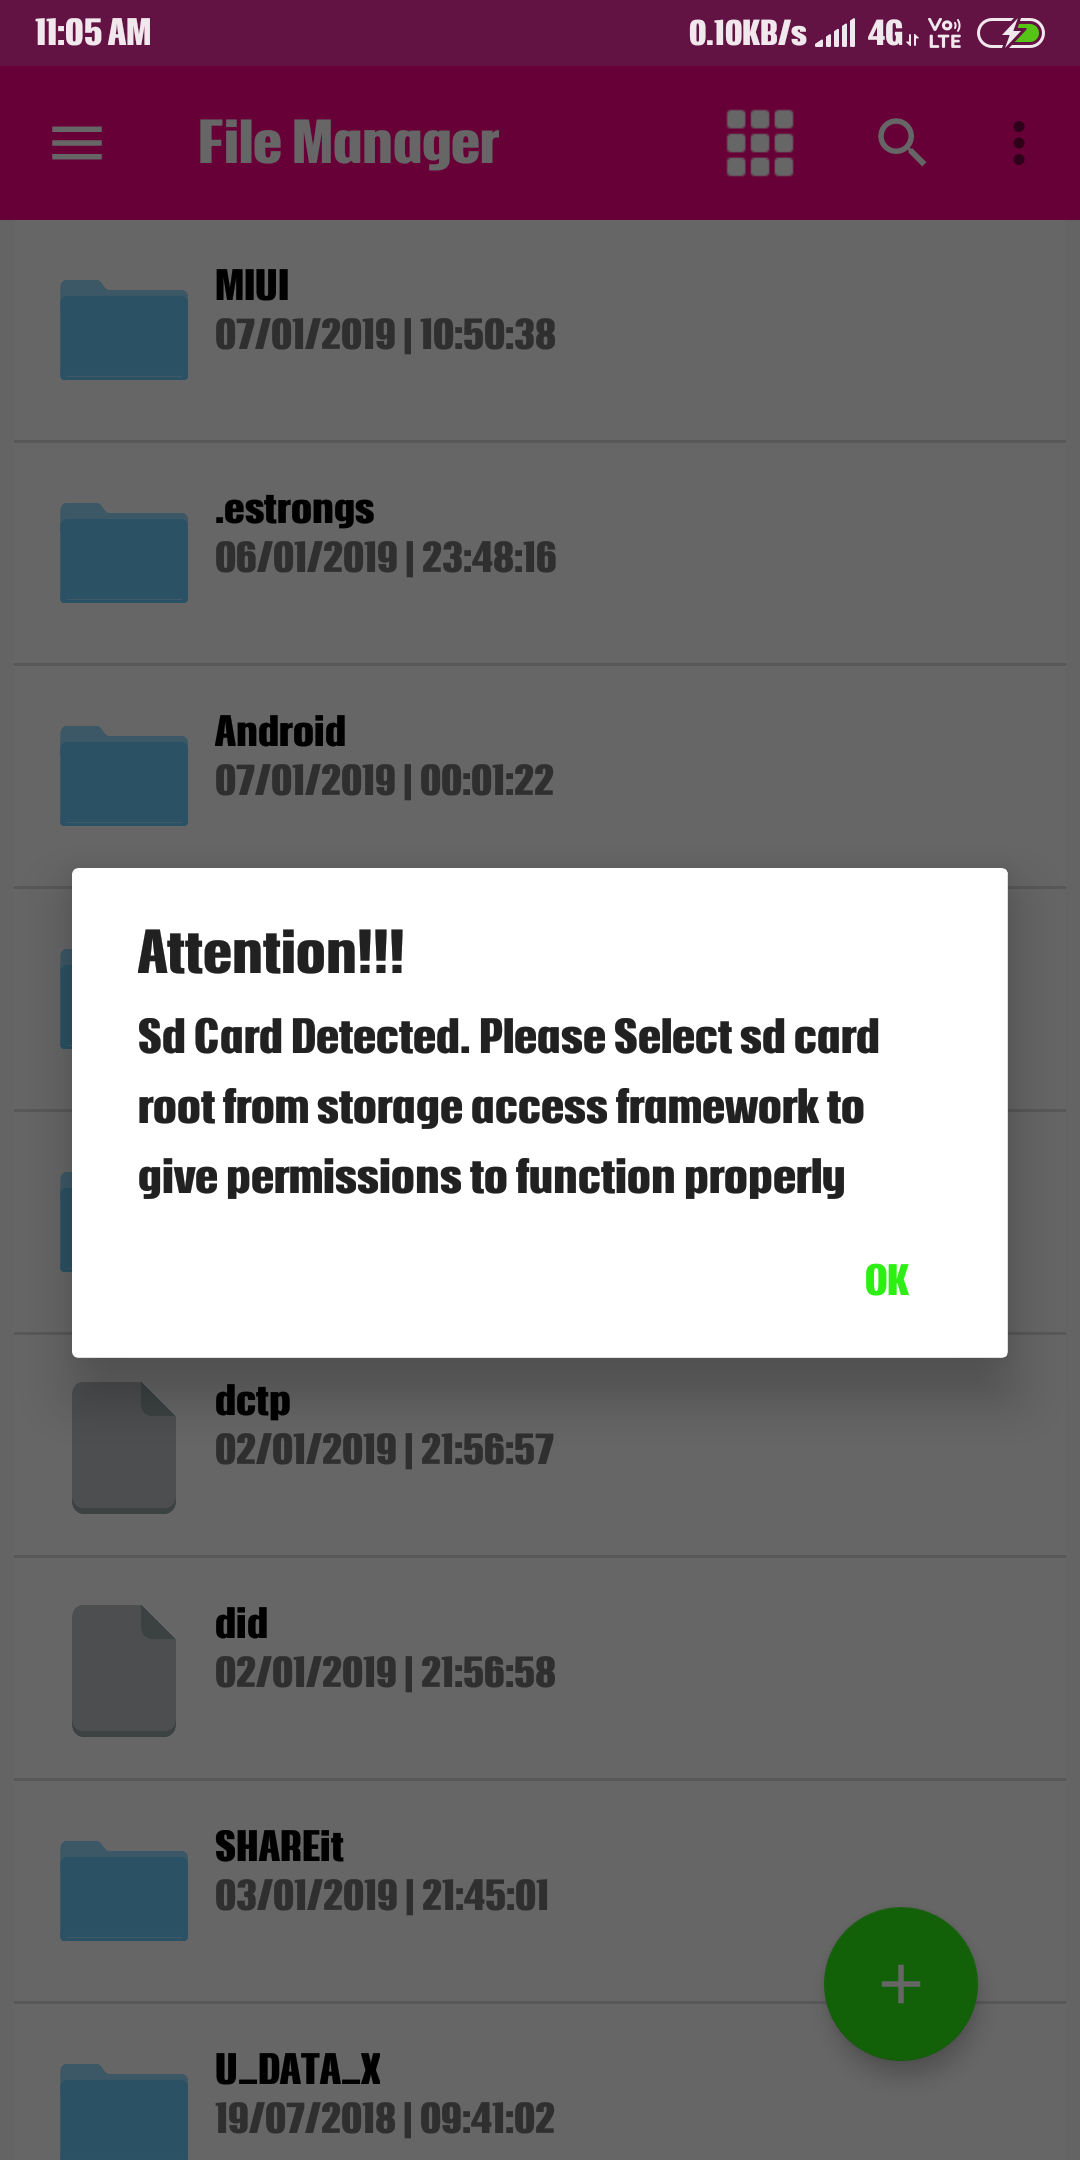 11:05 AM 0.10KB/s 4G Vo)) LTE
File Manager
MIUI
07/01/2019 | 10:50:38
.estrongs
06/01/2019 | 23:48:16
Android
07/01/2019 | 00:01:22
Attention!!!
Sd Card Detected. Please Select sd card
root from storage access framework to
give permissions to function properly
OK
dctp
02/01/2019 | 21:56:57
did
02/01/2019 | 21:56:58
SHAREit
03/01/2019 | 21:45:01
U_DATA_X
19/07/2018 | 09:41:02